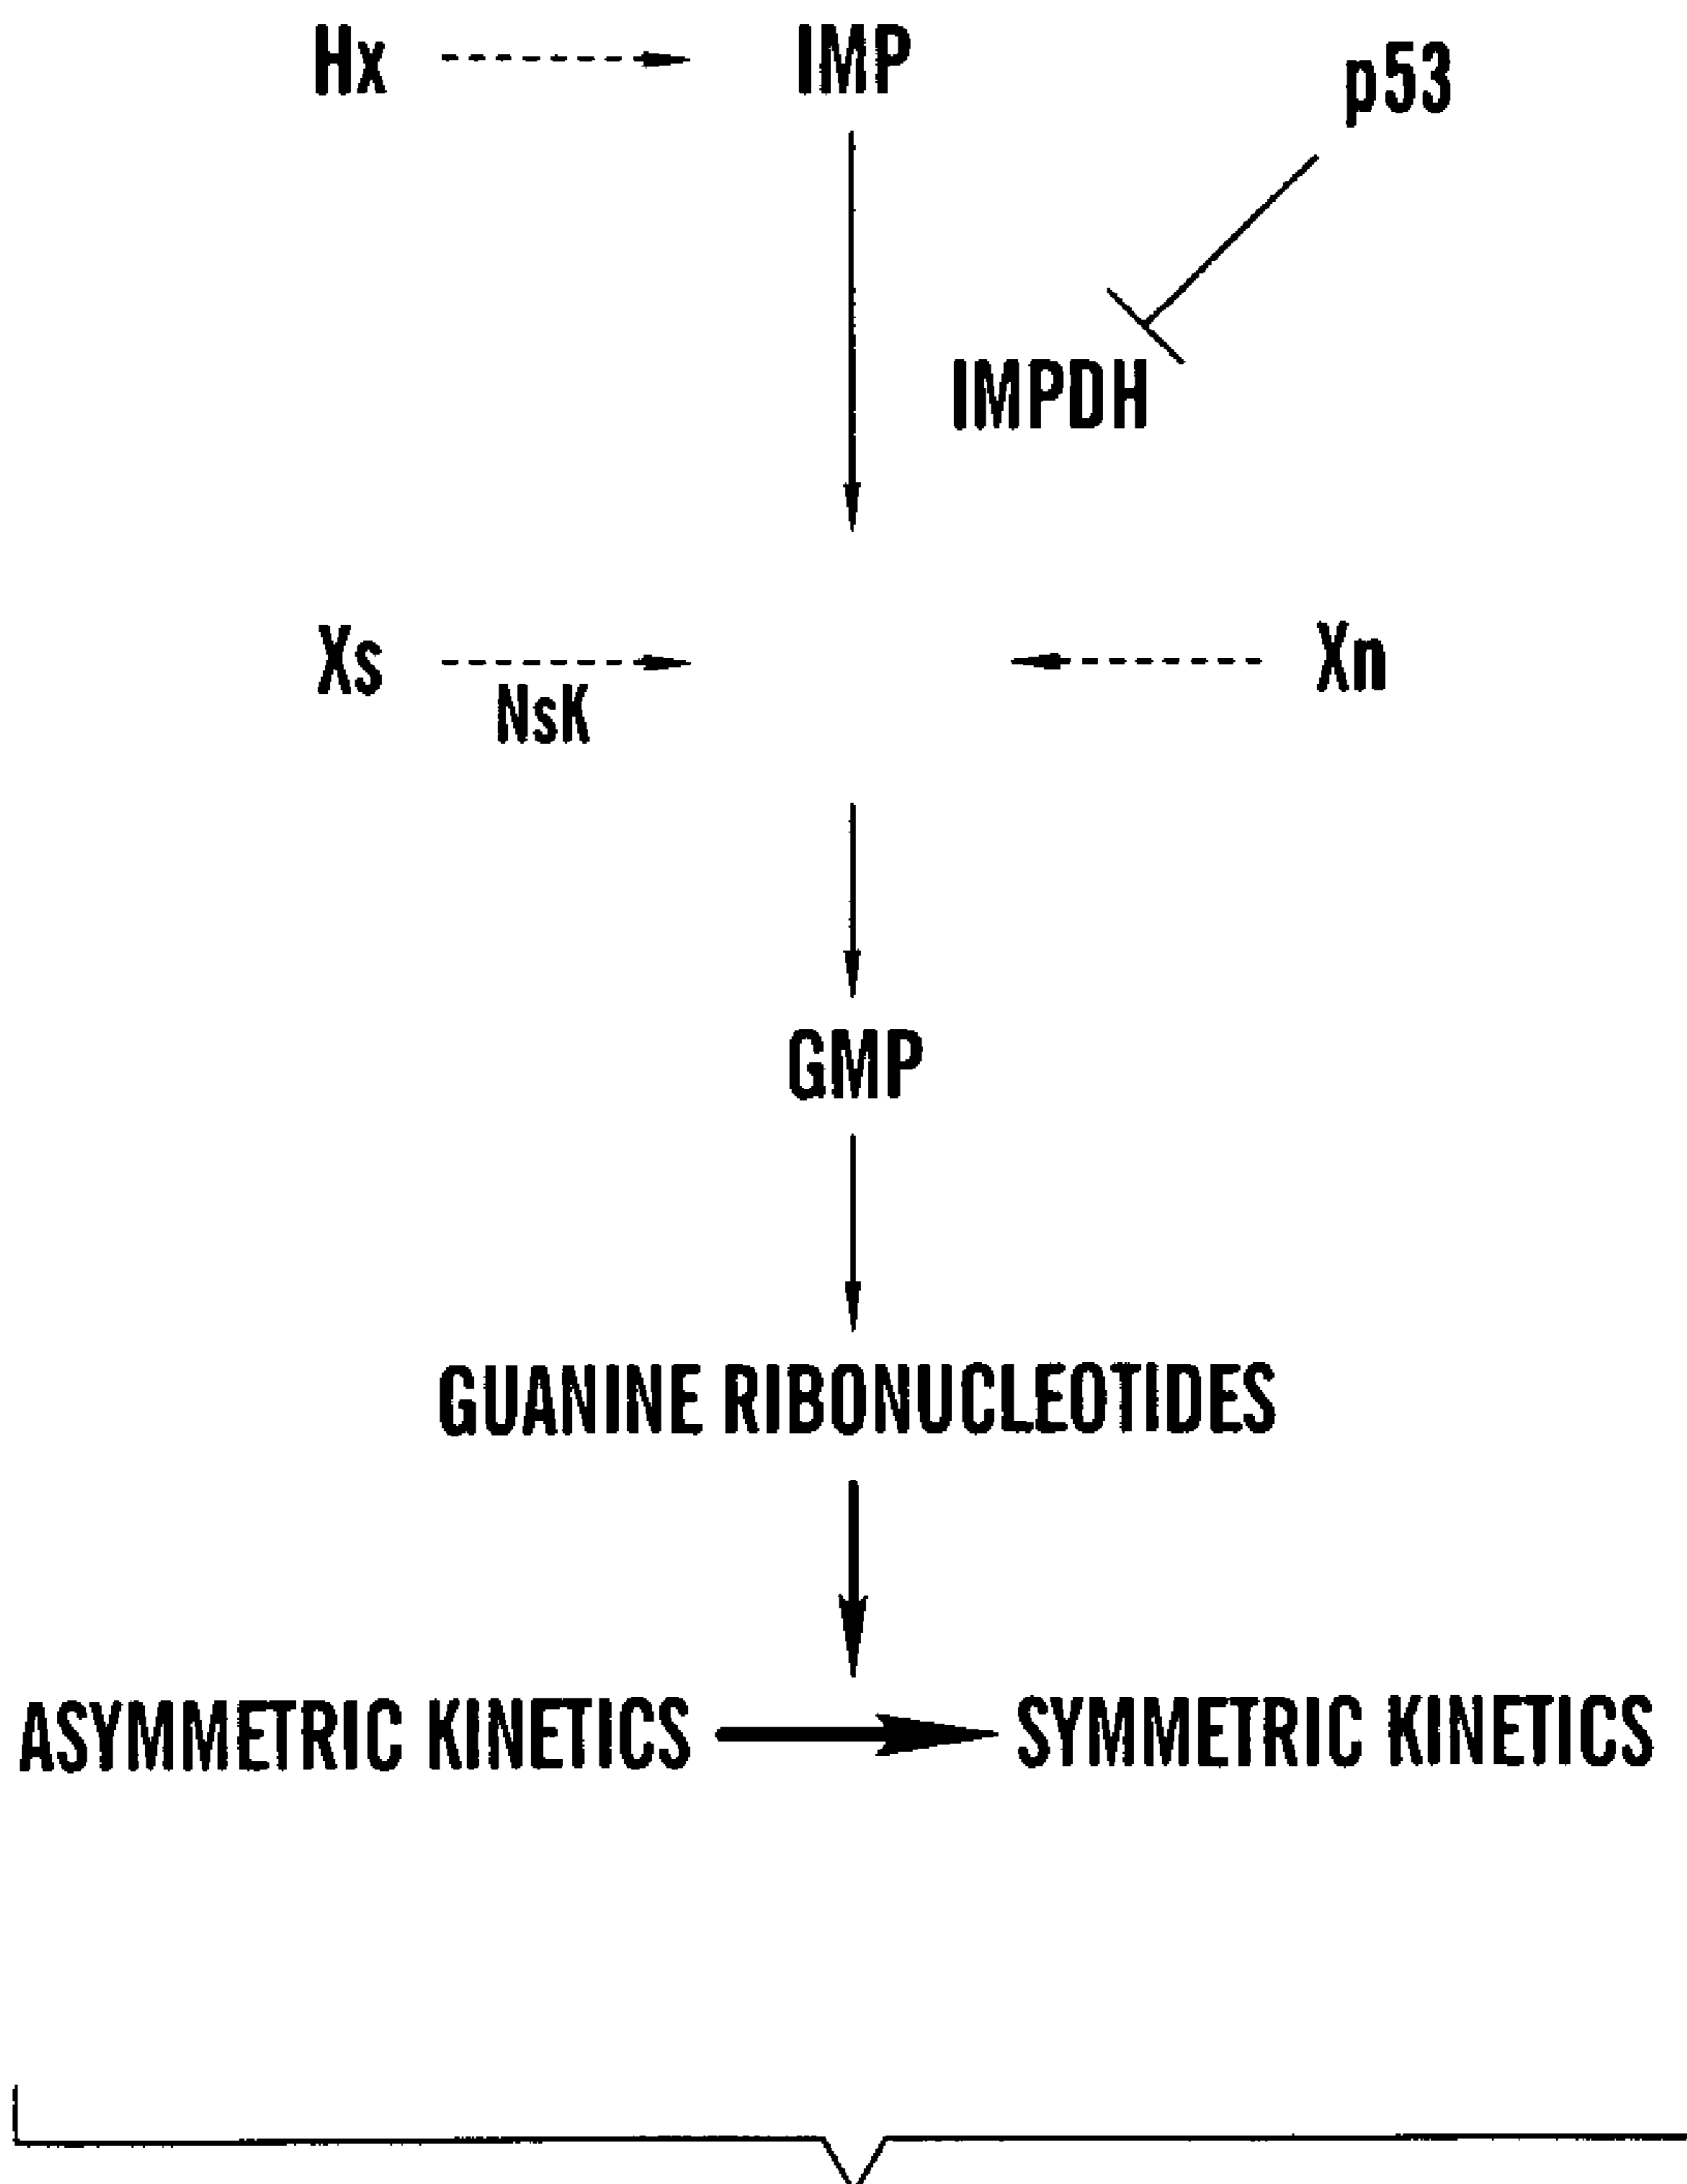 Hx IMP p53
IMPDH
Xs Xn
NsK
GMP
GUANINE RIBONUCLEOTIDES
ASYMMETRIC KINETICS SYMMETRIC KINETICS